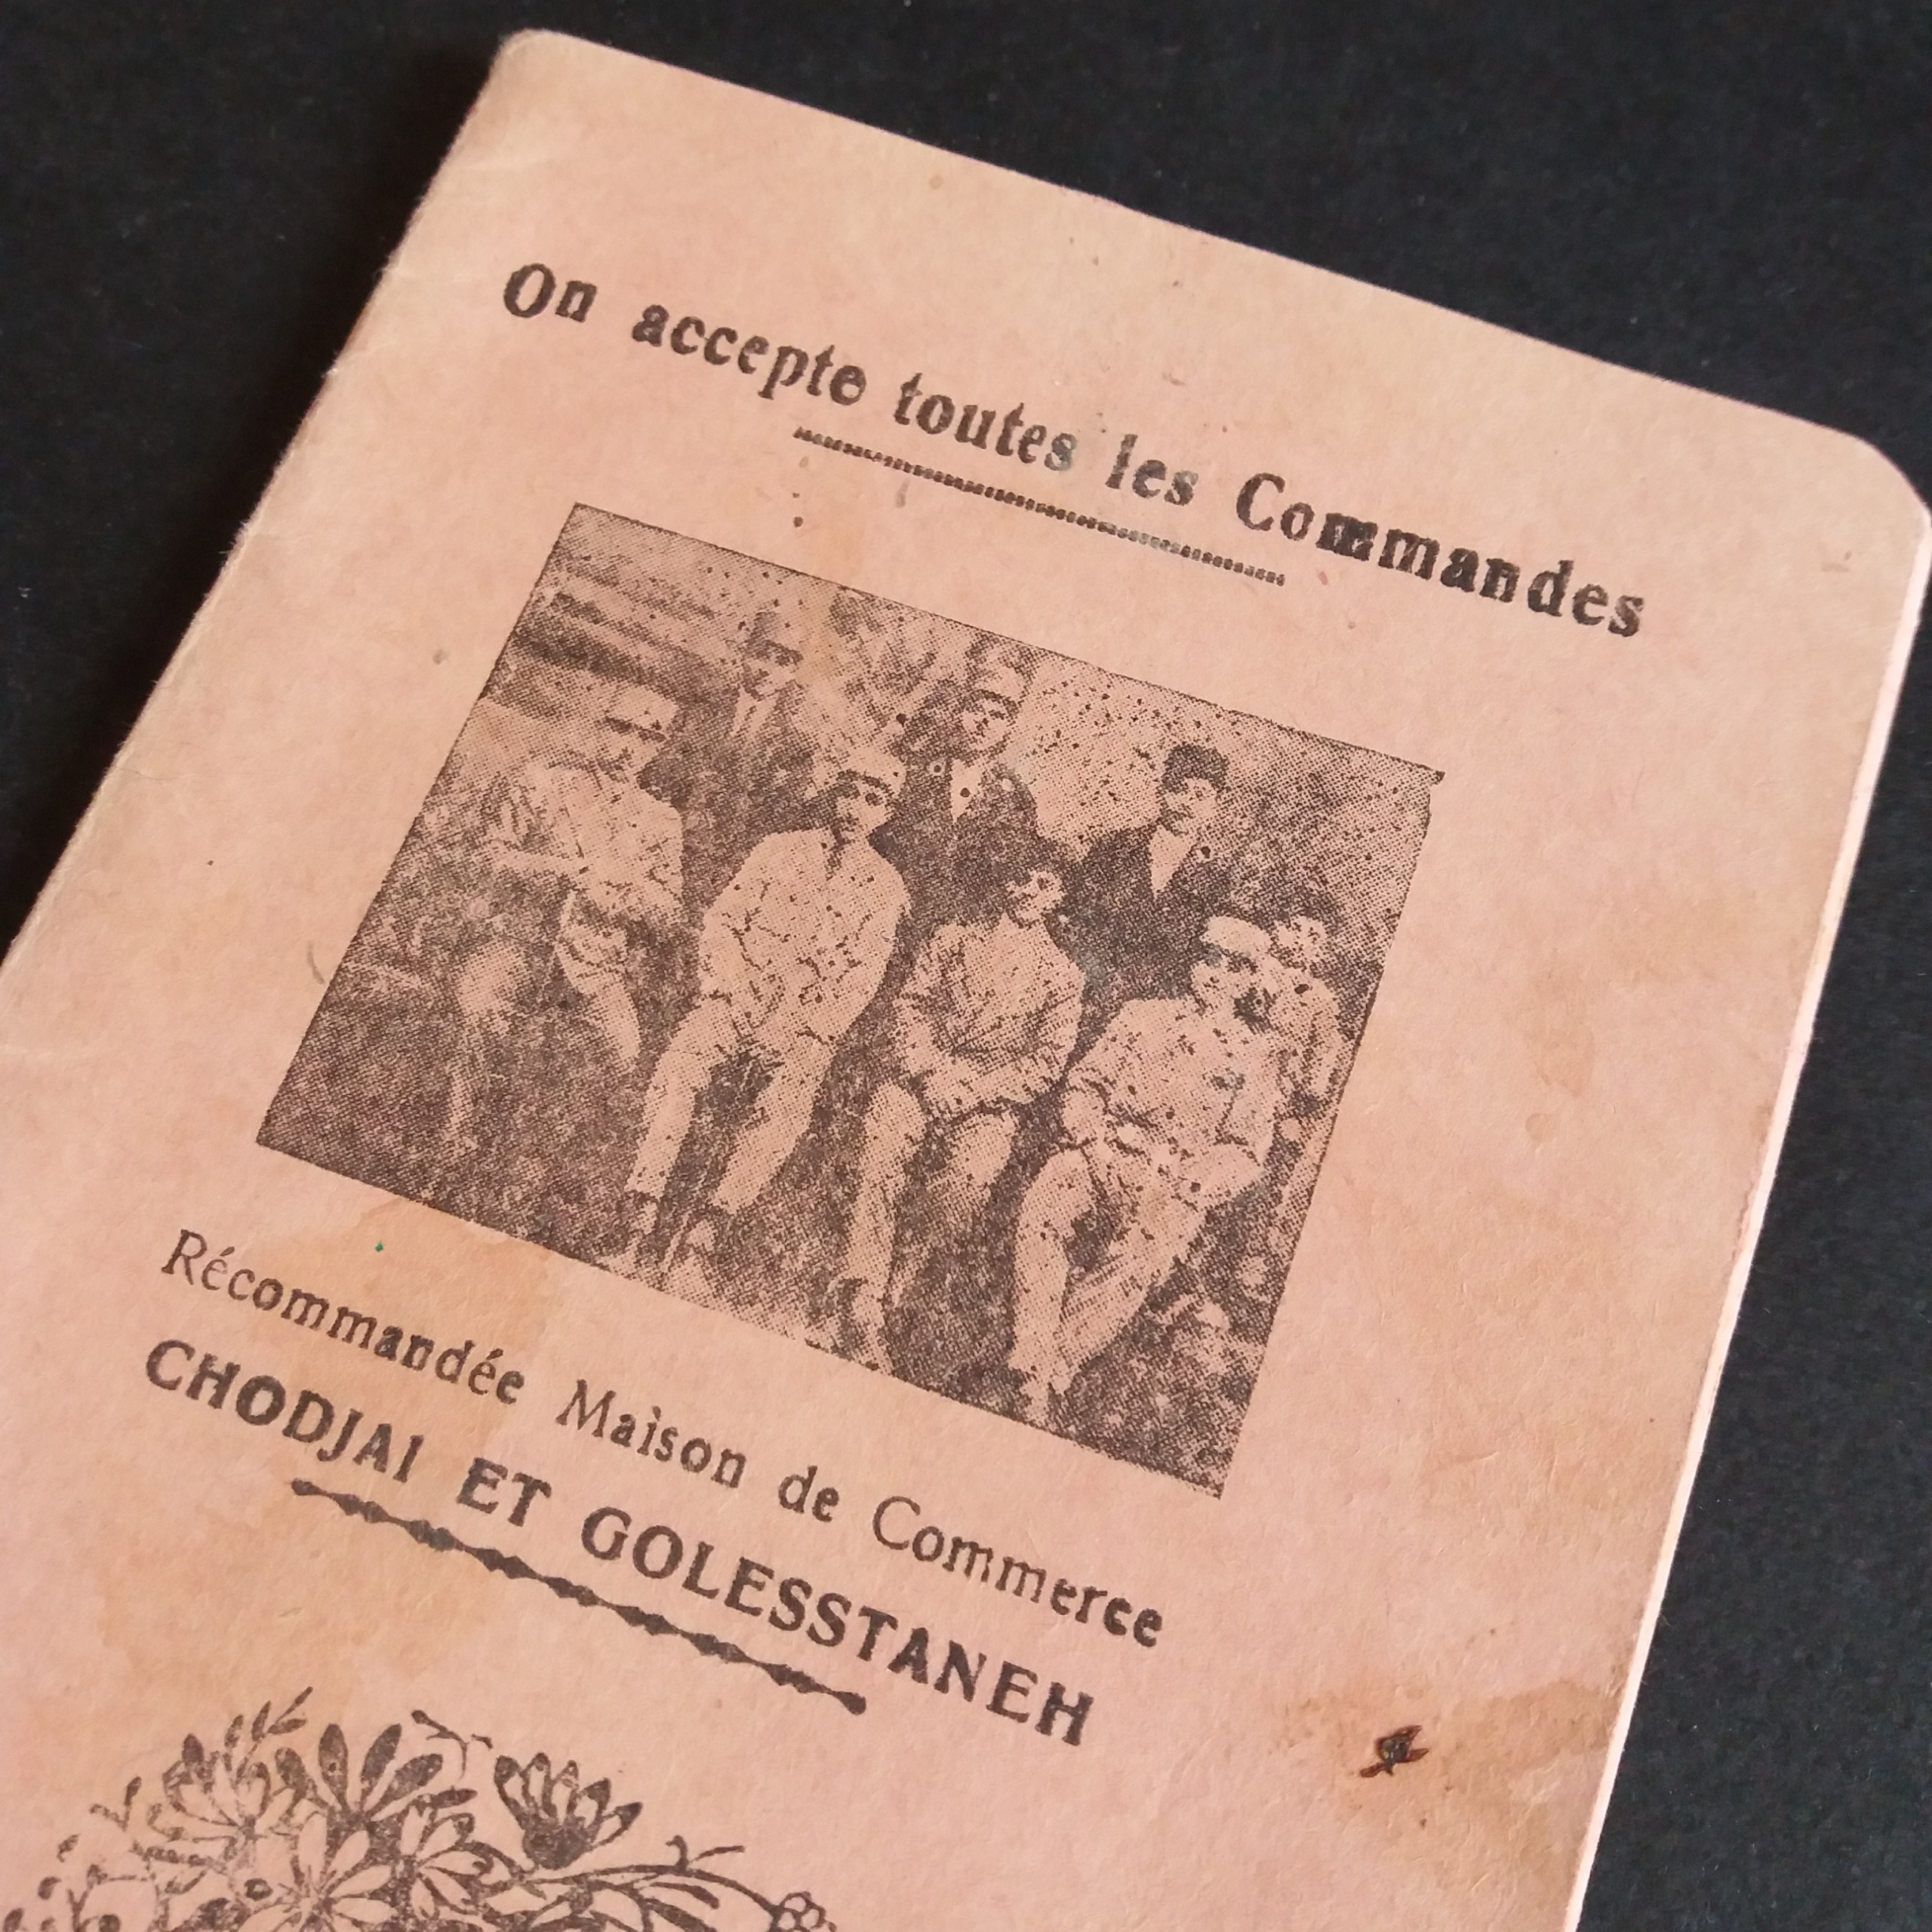 On accepte toutes les Commandes
Récommandée Maison de Commerce
CHODJAI ET GOLESSTANEH